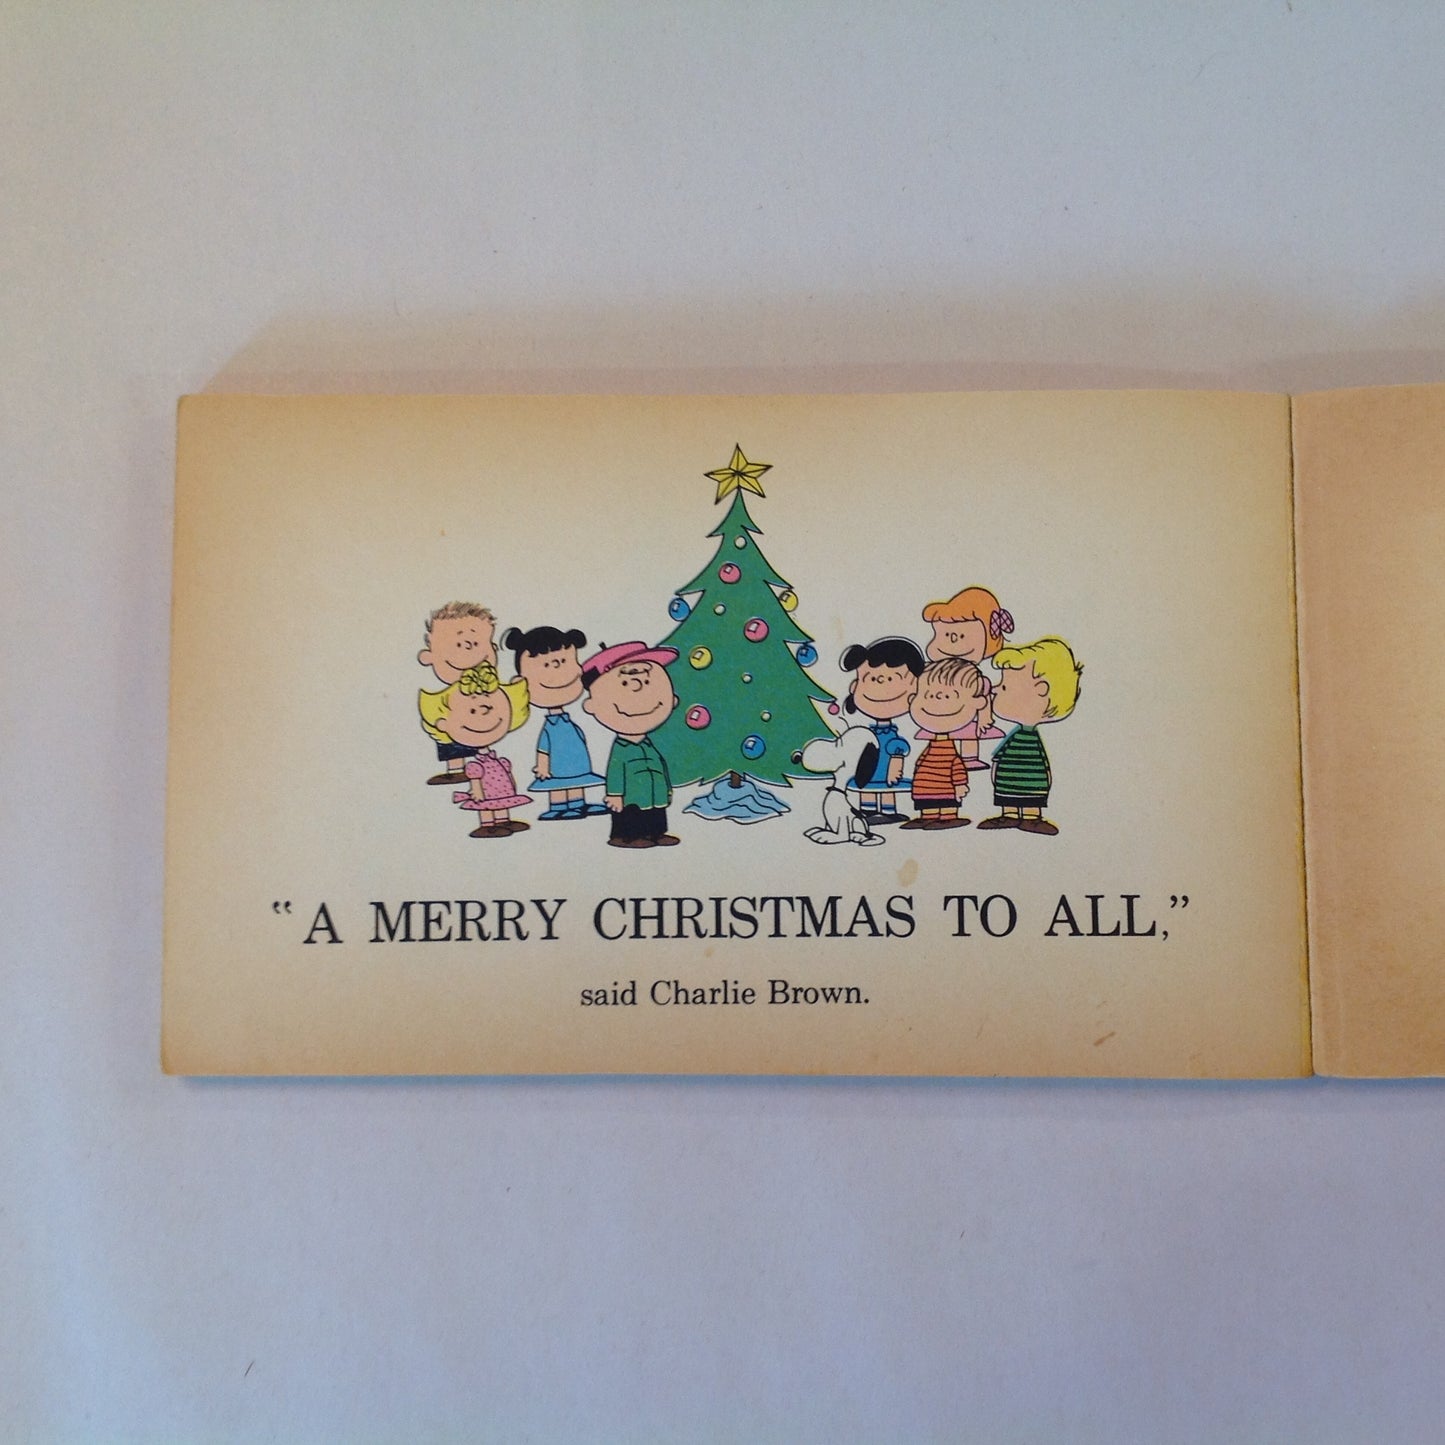 “A MERRY CHRISTMAS TO ALL,”
said Charlie Brown.